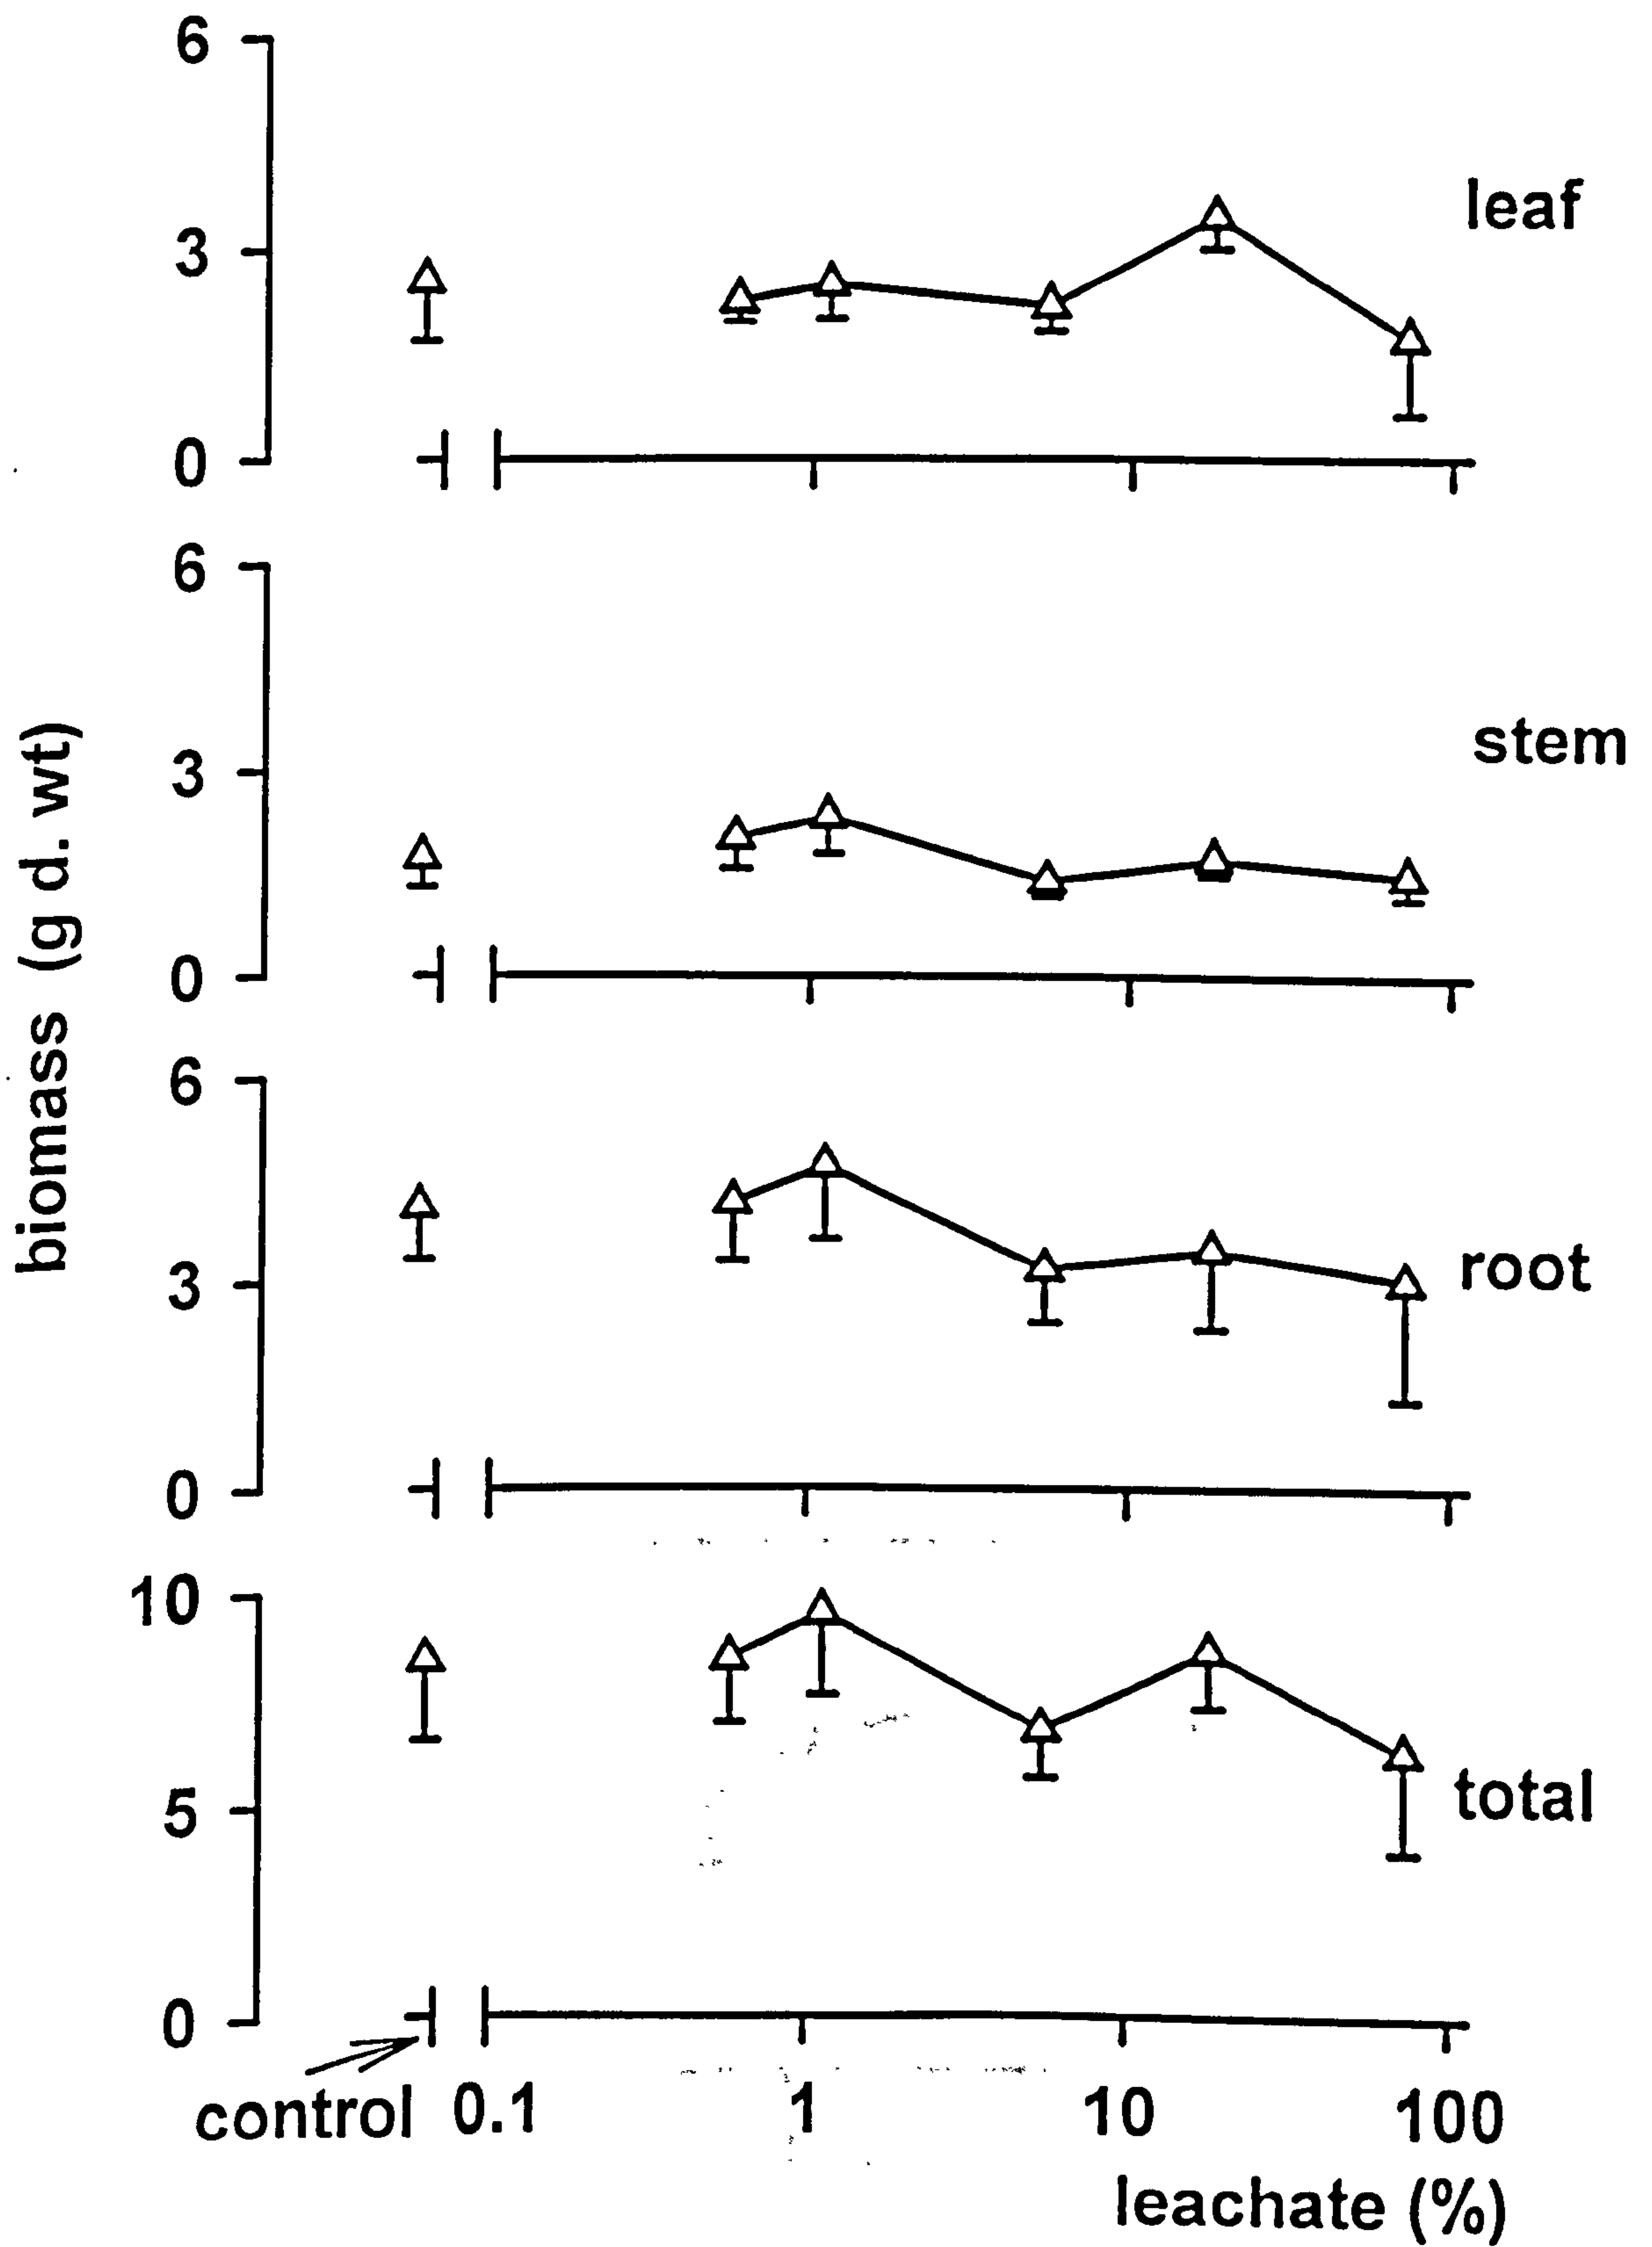 6
3
leaf
0
6
stem
3
0
6
root
3
0
10
total
5
0
biomass (g d. wt)
control 0.1 1 10 100
leachate (%)